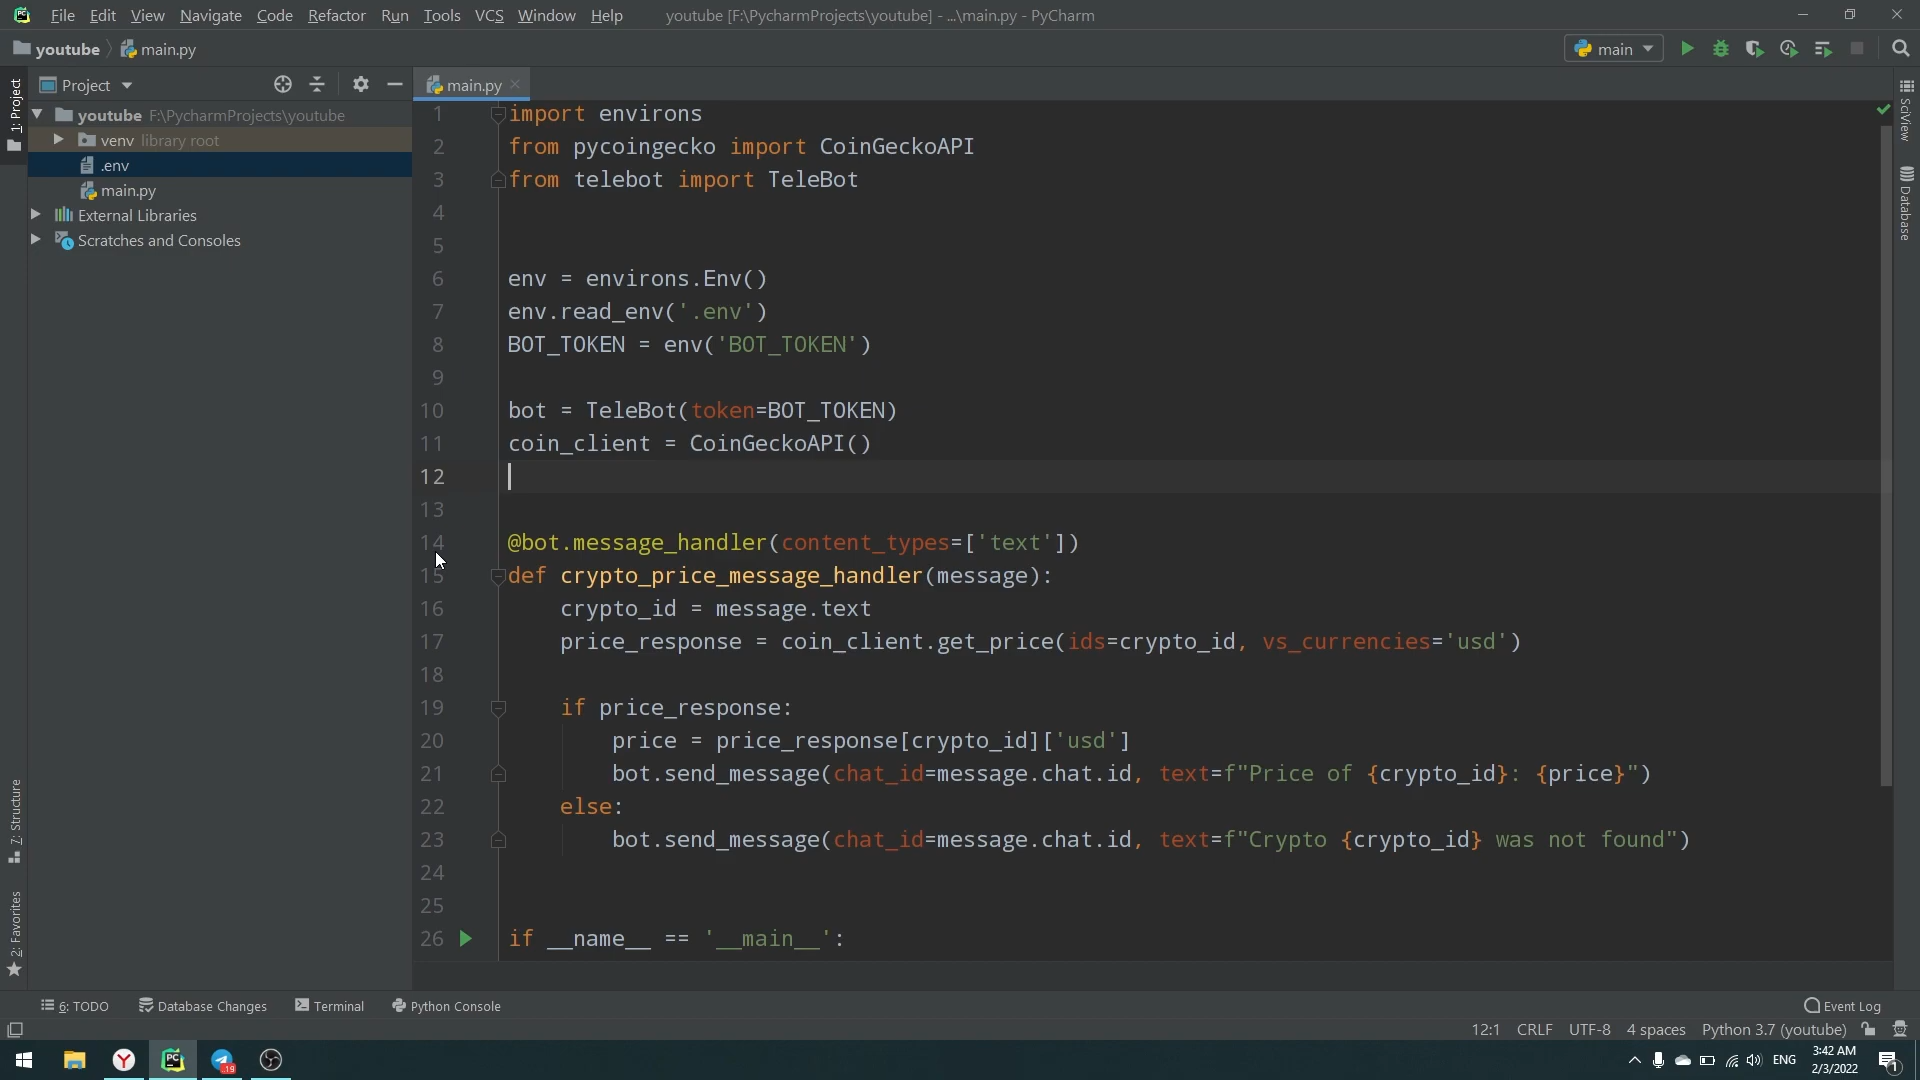 File Edit View Navigate Code Refactor Run Tools VCS Window Help youtube [F:\PycharmProjects\youtube] - ...\main.py - PyCharm
youtube main.py main
Project main.py
youtube F:\PycharmProjects\youtube
venv library root
.env
main.py
External Libraries
Scratches and Consoles
1: Project
7: Structure
2: Favorites
1 import environs
2 from pycoingecko import CoinGeckoAPI
3 from telebot import TeleBot
4
5
6 env = environs.Env()
7 env.read_env('.env')
8 BOT_TOKEN = env('BOT_TOKEN')
9
10 bot = TeleBot(token=BOT_TOKEN)
11 coin_client = CoinGeckoAPI()
12
13
14 @bot.message_handler(content_types=['text'])
15 def crypto_price_message_handler(message):
16 crypto_id = message.text
17 price_response = coin_client.get_price(ids=crypto_id, vs_currencies='usd')
18
19 if price_response:
20 price = price_response[crypto_id]['usd']
21 bot.send_message(chat_id=message.chat.id, text=f"Price of {crypto_id}: {price}")
22 else:
23 bot.send_message(chat_id=message.chat.id, text=f"Crypto {crypto_id} was not found")
24
25
26 if __name__ == '__main__':
SciView
Database
6: TODO Database Changes Terminal Python Console Event Log
12:1 CRLF UTF-8 4 spaces Python 3.7 (youtube)
PC 19 ENG 3:42 AM 1
2/3/2022